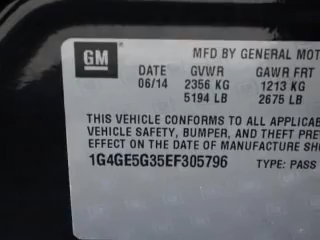 GM
MFD BY GENERAL MOT
DATE GVWR GAWR FRT
06/14 2356 KG 1213 KG
5194 LB 2675 LB
THIS VEHICLE CONFORMS TO ALL APPLICAB
VEHICLE SAFETY, BUMPER, AND THEFT PREV
EFFECT ON THE DATE OF MANUFACTURE SHO
1G4GE5G35EF305796 TYPE: PASS